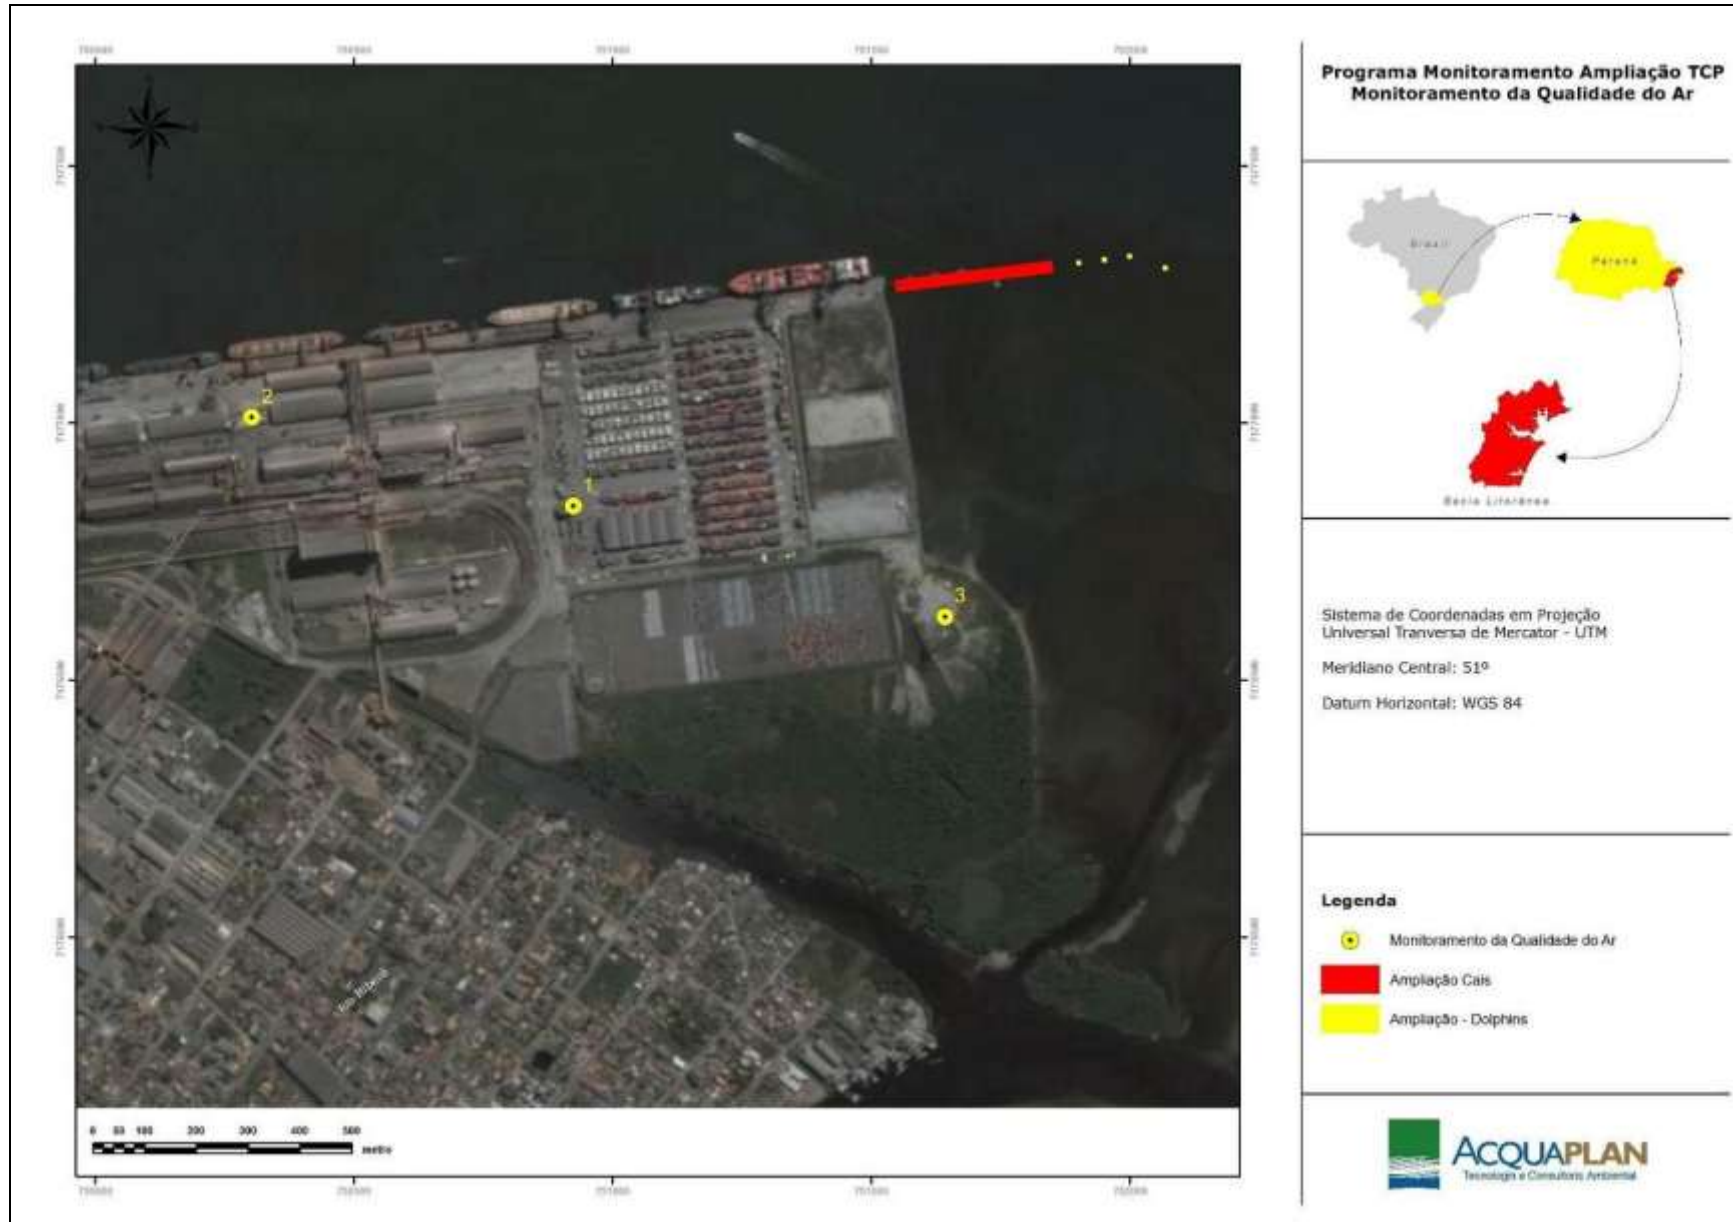 Programa Monitoramento Ampliação TCP
Monitoramento da Qualidade do Ar
Brasil
Paraná
Bacia Litorânea
2
1
3
Sistema de Coordenadas em Projeção
Universal Tranversa de Mercator - UTM
Meridiano Central: 51º
Datum Horizontal: WGS 84
Legenda
Monitoramento da Qualidade do Ar
Ampliação Cais
Ampliação - Dolphins
0 50 100 200 300 400 500
metro
ACQUAPLAN
Tecnologia e Consultoria Ambiental